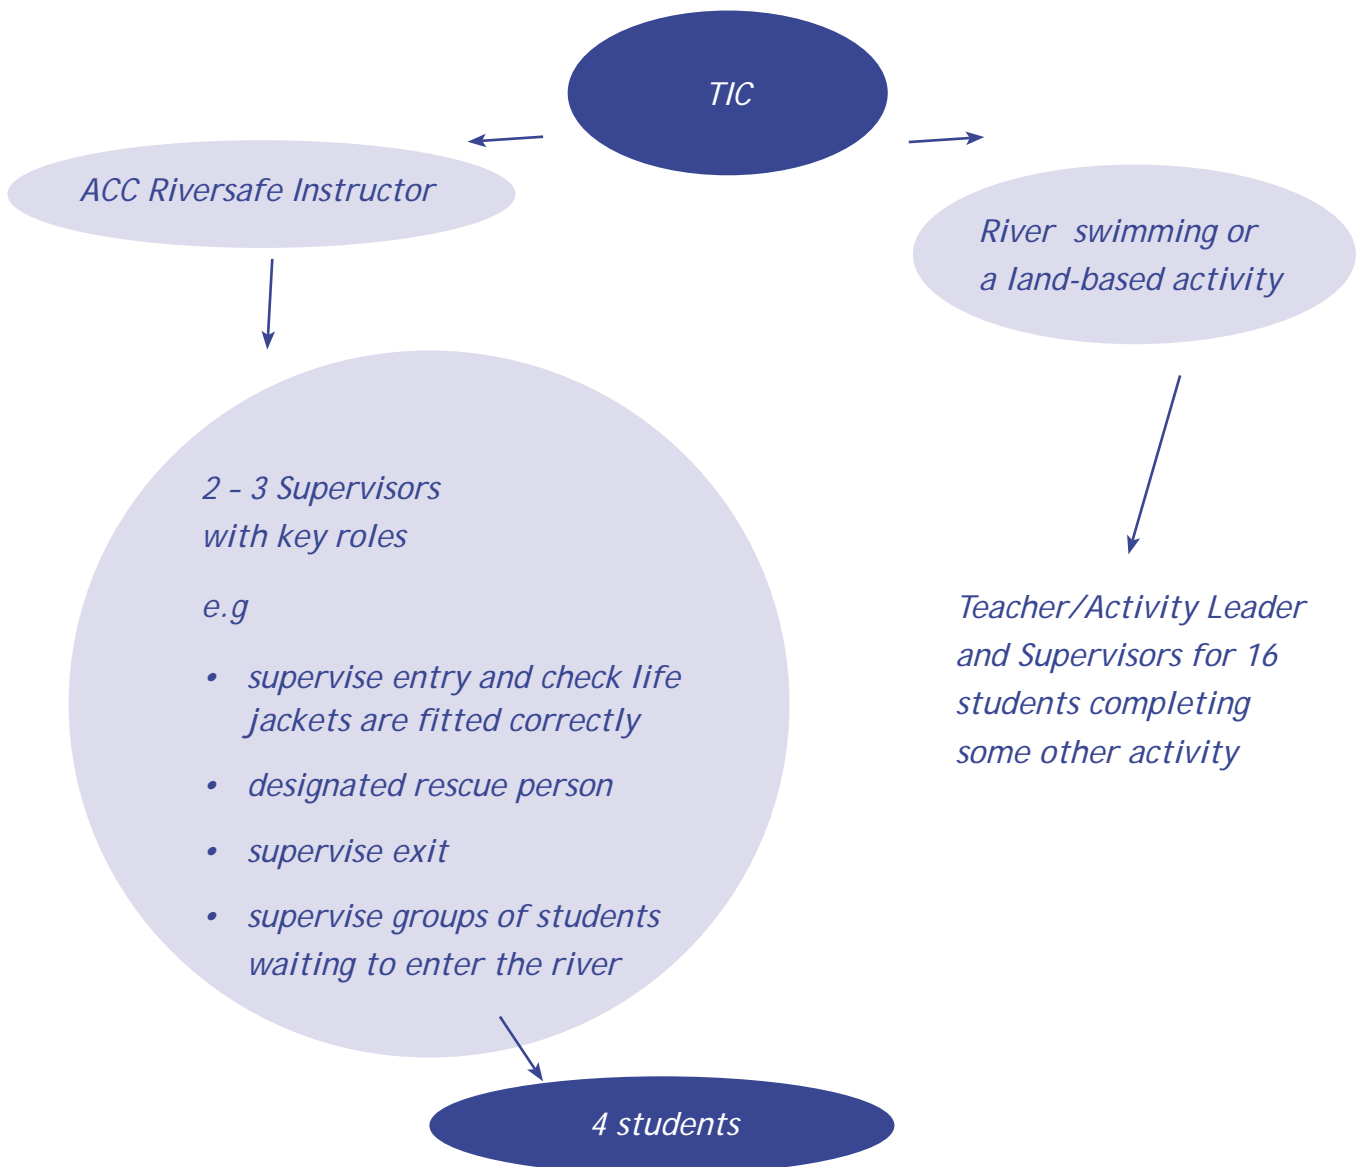 TIC
ACC Riversafe Instructor
River swimming or
a land-based activity
2 – 3 Supervisors
with key roles
e.g
• supervise entry and check life
jackets are fitted correctly
• designated rescue person
• supervise exit
• supervise groups of students
waiting to enter the river
Teacher/Activity Leader
and Supervisors for 16
students completing
some other activity
4 students